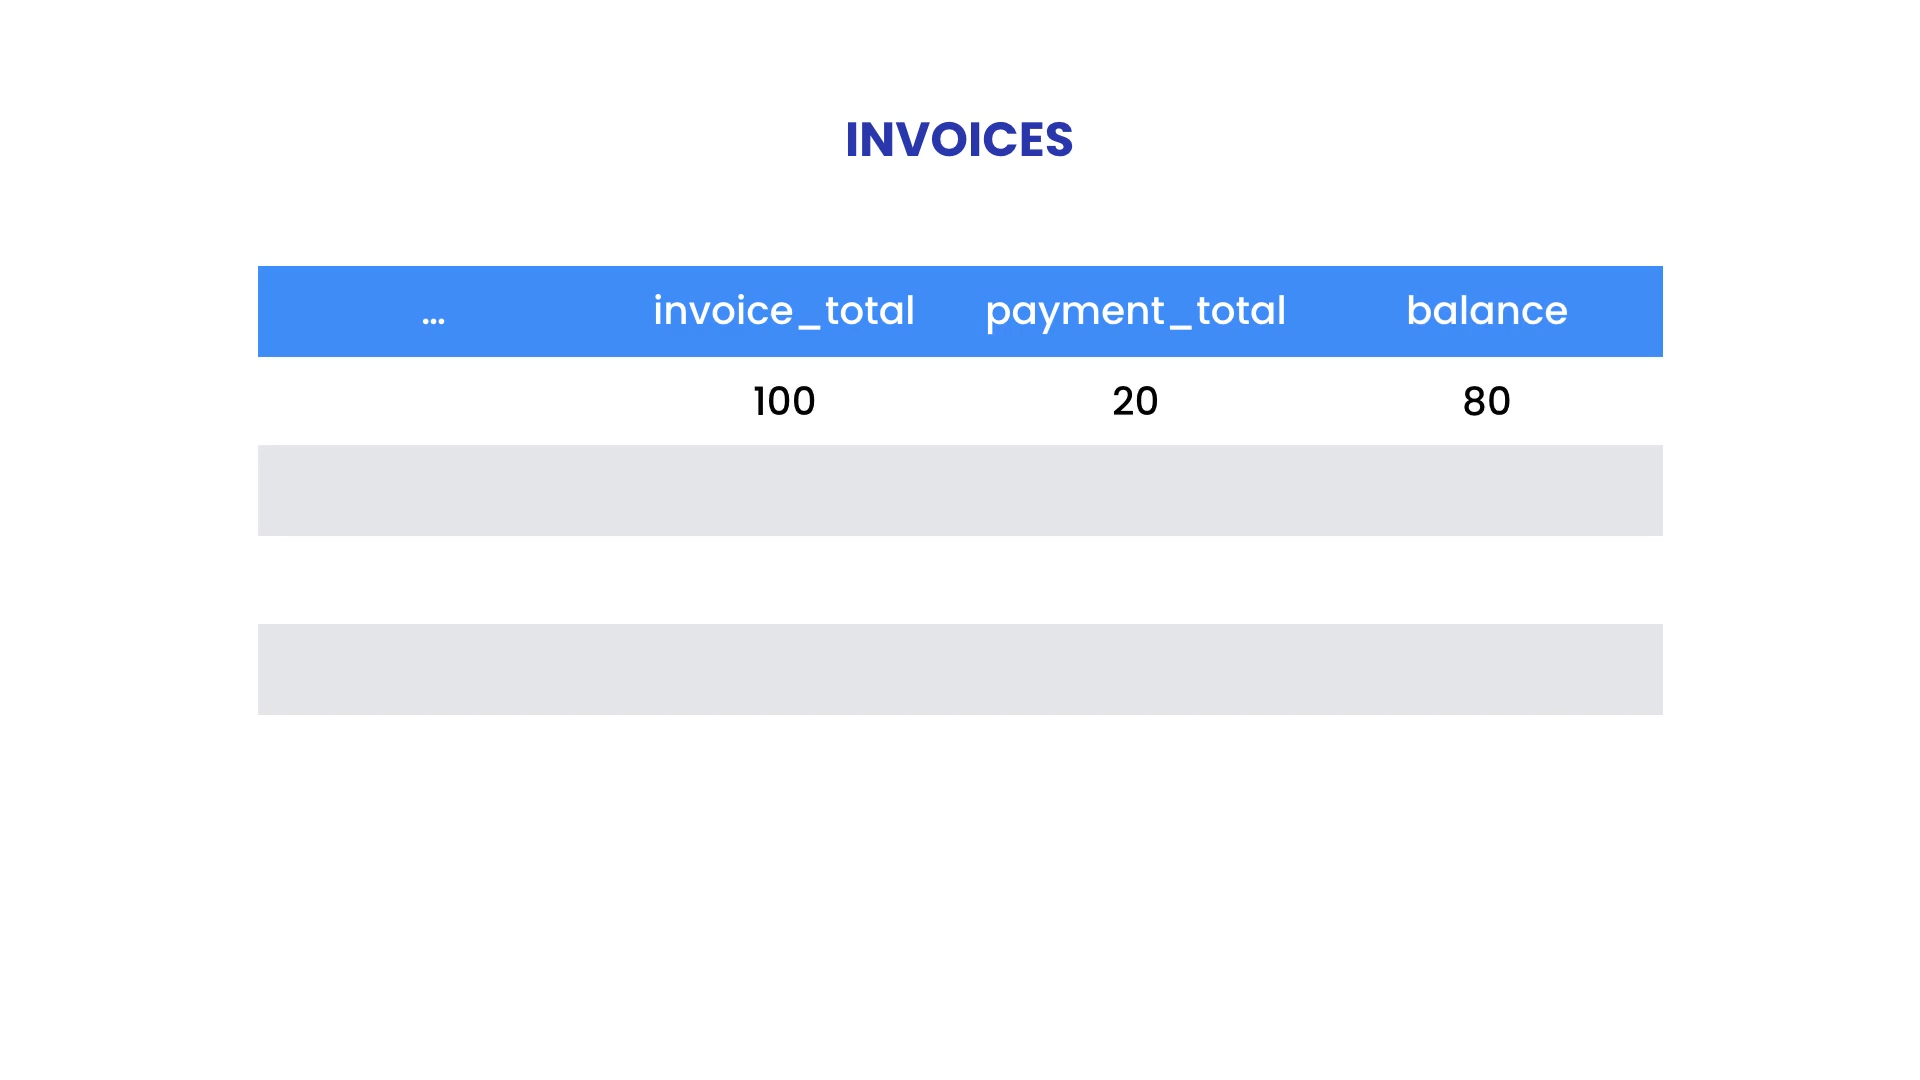 INVOICES
... invoice_total payment_total balance
100 20 80